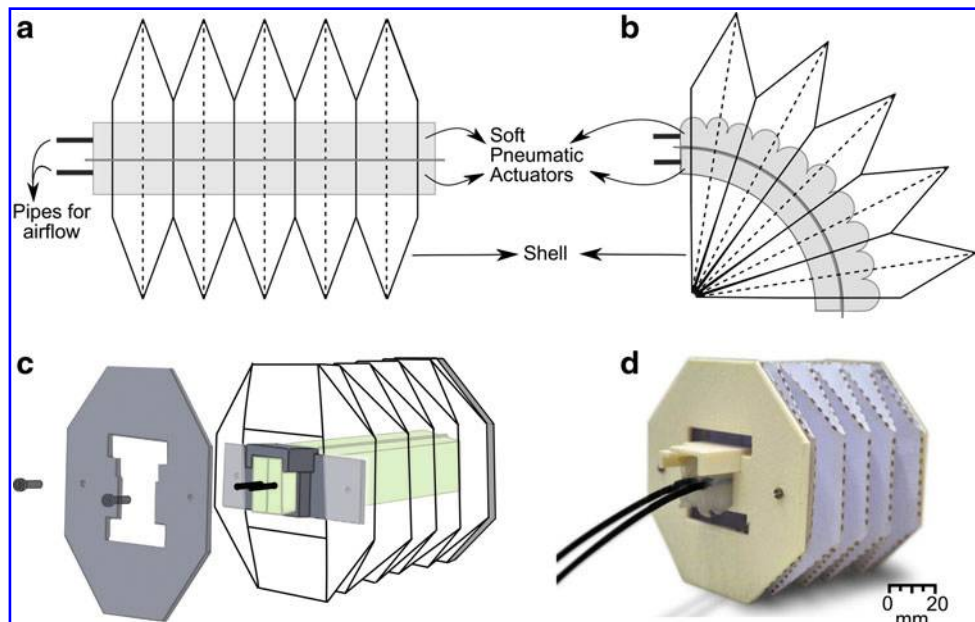 a
b
Soft
Pneumatic
Actuators
Pipes for
airflow
Shell
c
d
0 20
mm